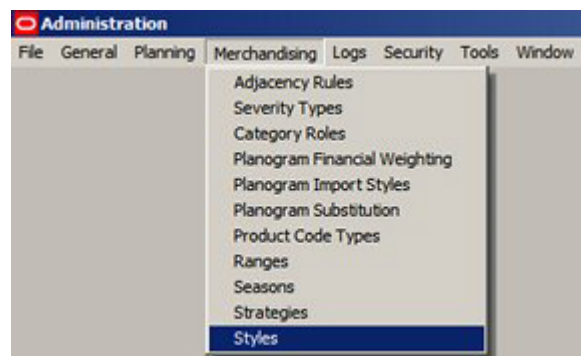 Administration
File General Planning Merchandising Logs Security Tools Window
Adjacency Rules
Severity Types
Category Roles
Planogram Financial Weighting
Planogram Import Styles
Planogram Substitution
Product Code Types
Ranges
Seasons
Strategies
Styles